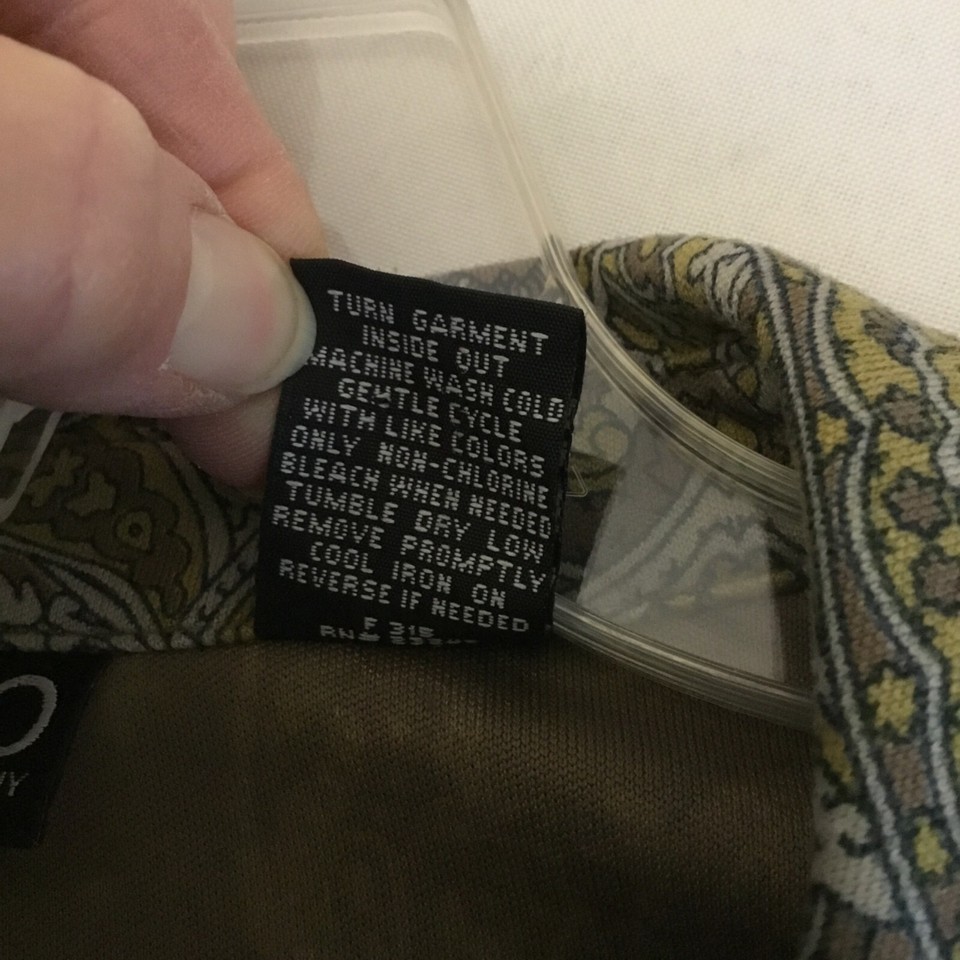 TURN GARMENT
INSIDE OUT
MACHINE WASH COLD
GENTLE CYCLE
WITH LIKE COLORS
ONLY NON-CHLORINE
BLEACH WHEN NEEDED
TUMBLE DRY LOW
REMOVE PROMPTLY
COOL IRON ON
REVERSE IF NEEDED
F
RN#